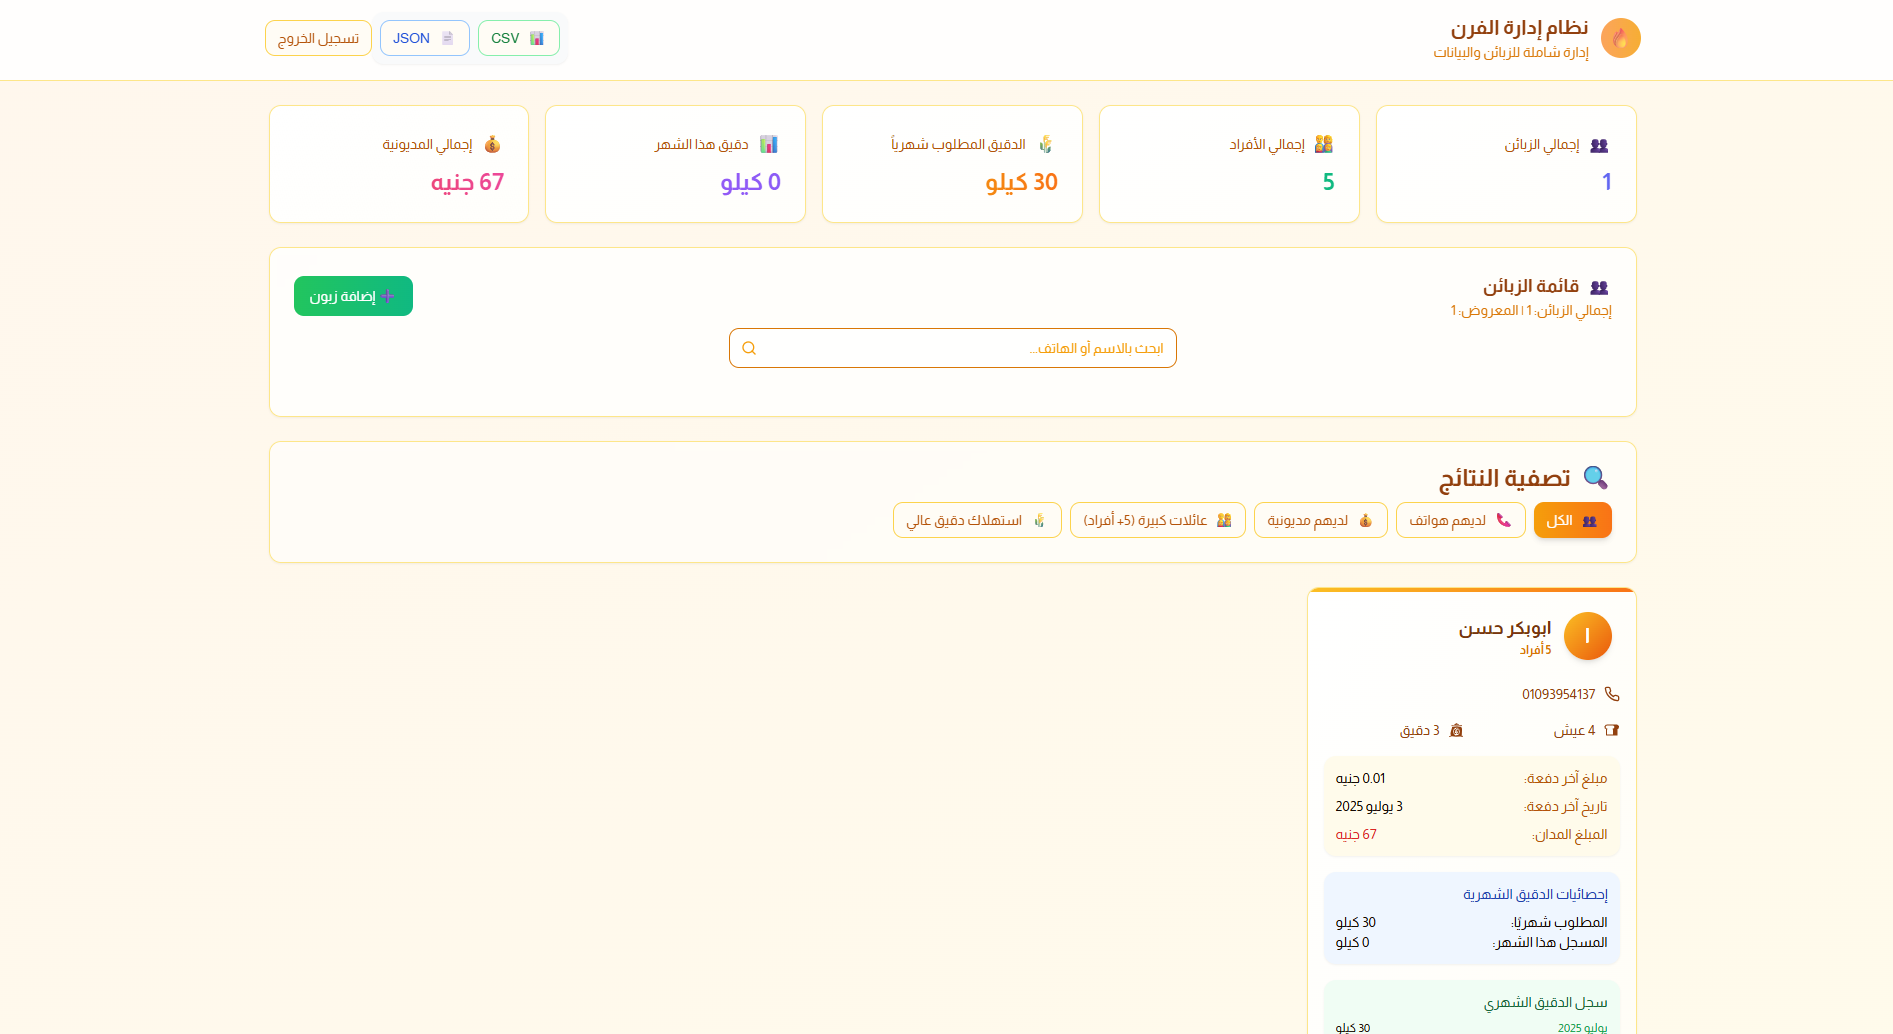 نظام إدارة الفرن
إدارة شاملة للزبائن والبيانات
CSV
JSON
تسجيل الخروج
إجمالي الزبائن
1
إجمالي الأفراد
5
الدقيق المطلوب شهرياً
30 كيلو
دقيق هذا الشهر
0 كيلو
إجمالي المديونية
67 جنيه
قائمة الزبائن
إجمالي الزبائن: 1 | المعروض: 1
إضافة زبون
ابحث بالاسم أو الهاتف...
تصفية النتائج
الكل
لديهم هواتف
لديهم مديونية
عائلات كبيرة (5+ أفراد)
استهلاك دقيق عالي
ا
ابوبكر حسن
5 أفراد
01093954137
4 عيش
3 دقيق
مبلغ آخر دفعة: 0.01 جنيه
تاريخ آخر دفعة: 3 يوليو 2025
المبلغ المدان: 67 جنيه
إحصائيات الدقيق الشهرية
المطلوب شهريًا: 30 كيلو
المسجل هذا الشهر: 0 كيلو
سجل الدقيق الشهري
يوليو 2025 30 كيلو